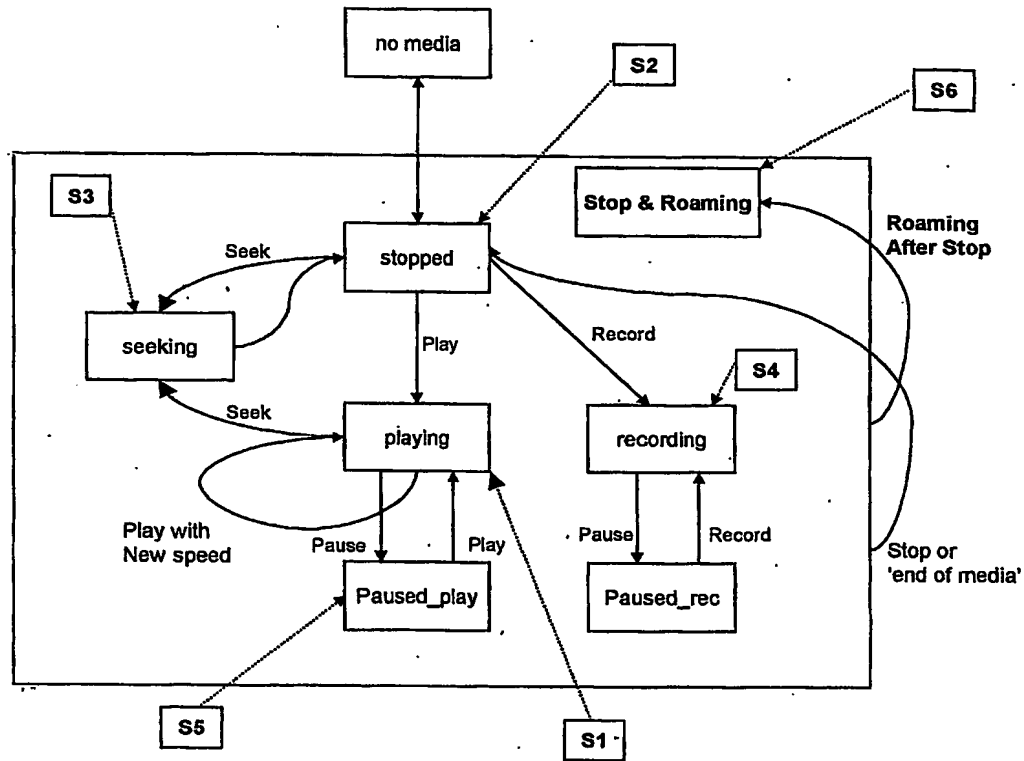 no media
S2
S6
S3
Stop & Roaming
Roaming
After Stop
Seek
stopped
seeking
Play
Record
S4
Seek
playing
recording
Play with
New speed
Pause
Play
Pause
Record
Stop or
'end of media'
Paused_play
Paused_rec
S5
S1